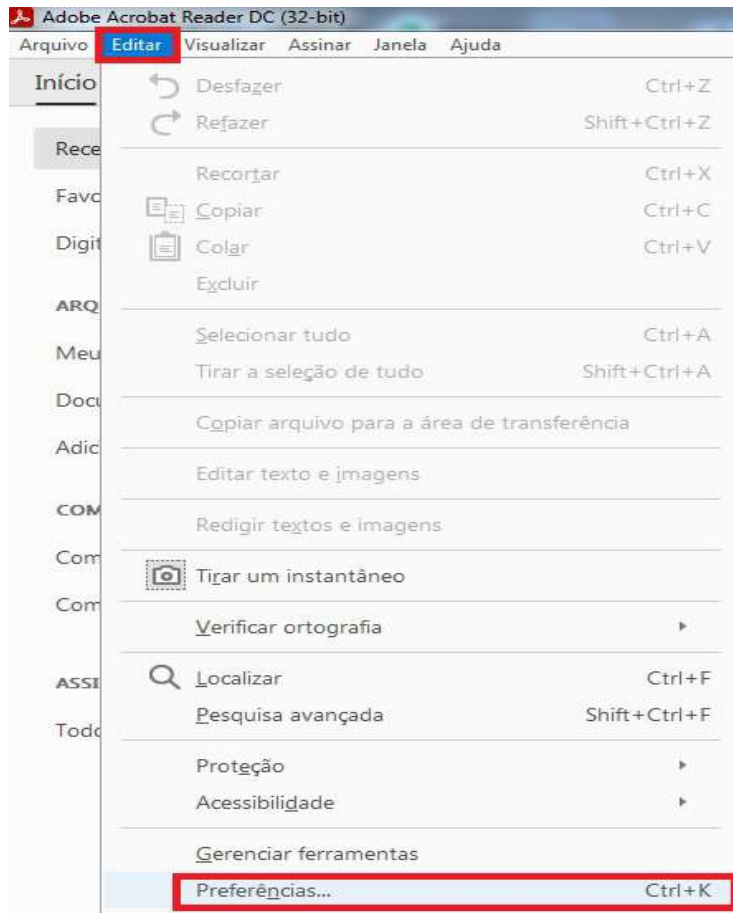 Adobe Acrobat Reader DC (32-bit)
Arquivo Editar Visualizar Assinar Janela Ajuda
Início
Desfazer Ctrl+Z
Refazer Shift+Ctrl+Z
Rece
Recortar Ctrl+X
Favo
Copiar Ctrl+C
Digit
Colar Ctrl+V
Excluir
ARQ
Selecionar tudo Ctrl+A
Meu
Tirar a seleção de tudo Shift+Ctrl+A
Docu
Copiar arquivo para a área de transferência
Adic
Editar texto e imagens
COM
Redigir textos e imagens
Com
Tirar um instantâneo
Com
Verificar ortografia
ASSI
Localizar Ctrl+F
Pesquisa avançada Shift+Ctrl+F
Todo
Proteção
Acessibilidade
Gerenciar ferramentas
Preferências... Ctrl+K